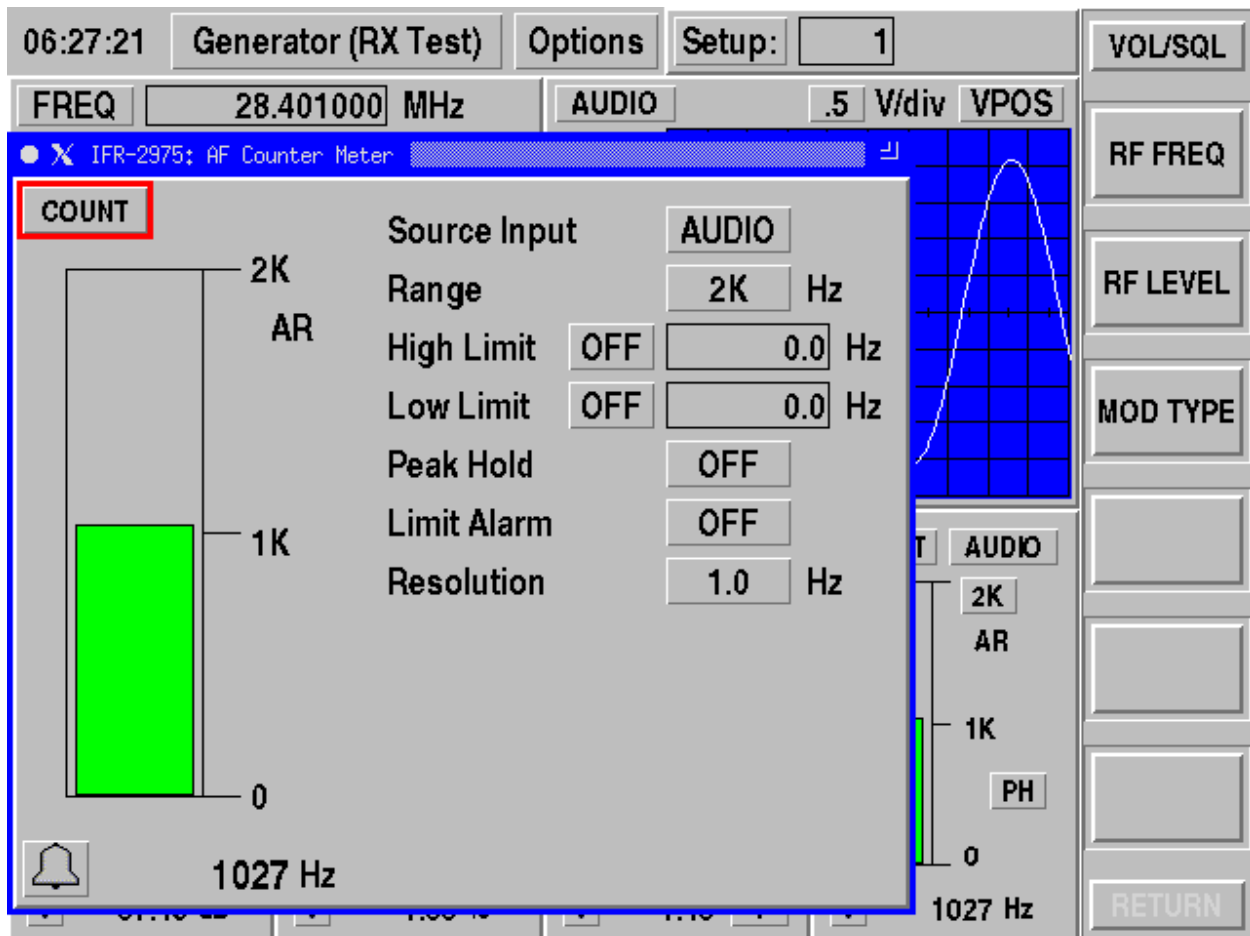 06:27:21 Generator (RX Test) Options Setup: 1
VOL/SQL
FREQ 28.401000 MHz AUDIO .5 V/div VPOS
IFR-2975: AF Counter Meter
COUNT
Source Input AUDIO
2K
Range 2K Hz
AR
High Limit OFF 0.0 Hz
Low Limit OFF 0.0 Hz
Peak Hold OFF
Limit Alarm OFF
1K
Resolution 1.0 Hz
0
1027 Hz
RF FREQ
RF LEVEL
MOD TYPE
T AUDIO
2K
AR
1K
PH
0
1027 Hz
RETURN